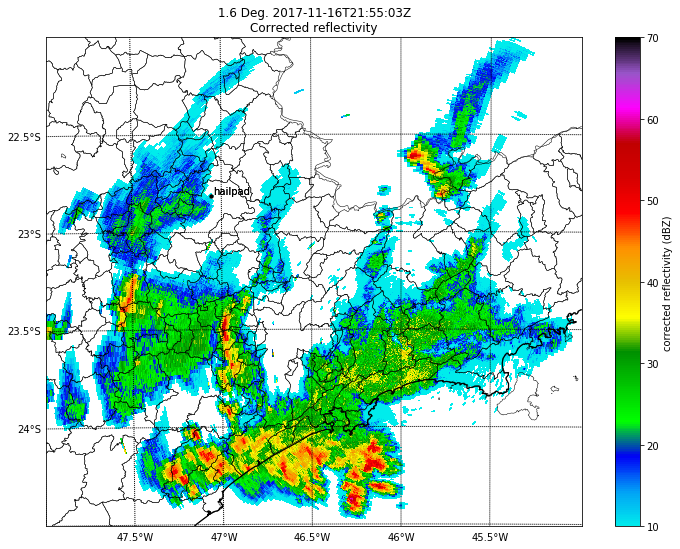 1.6 Deg. 2017-11-16T21:55:03Z
Corrected reflectivity
hailpad
22.5°S
23°S
23.5°S
24°S
47.5°W
47°W
46.5°W
46°W
45.5°W
70
60
50
40
30
20
10
corrected reflectivity (dBZ)